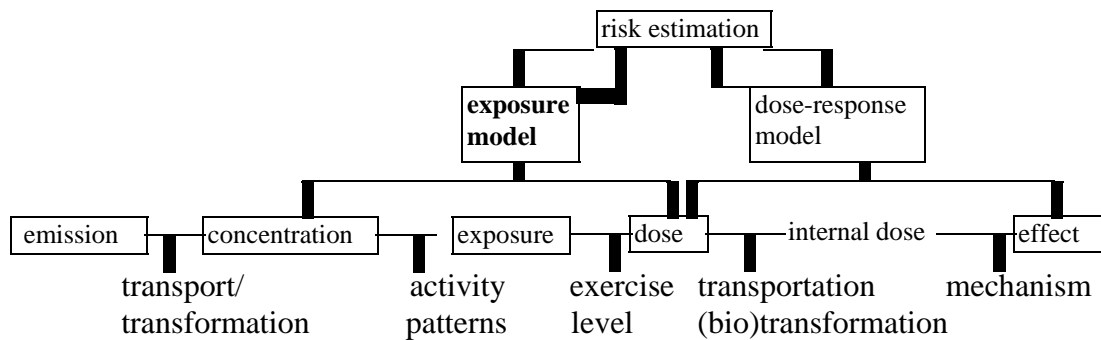 risk estimation
exposure
model
dose-response
model
emission
concentration
exposure
dose
internal dose
effect
transport/
transformation
activity
patterns
exercise
level
transportation
(bio)transformation
mechanism